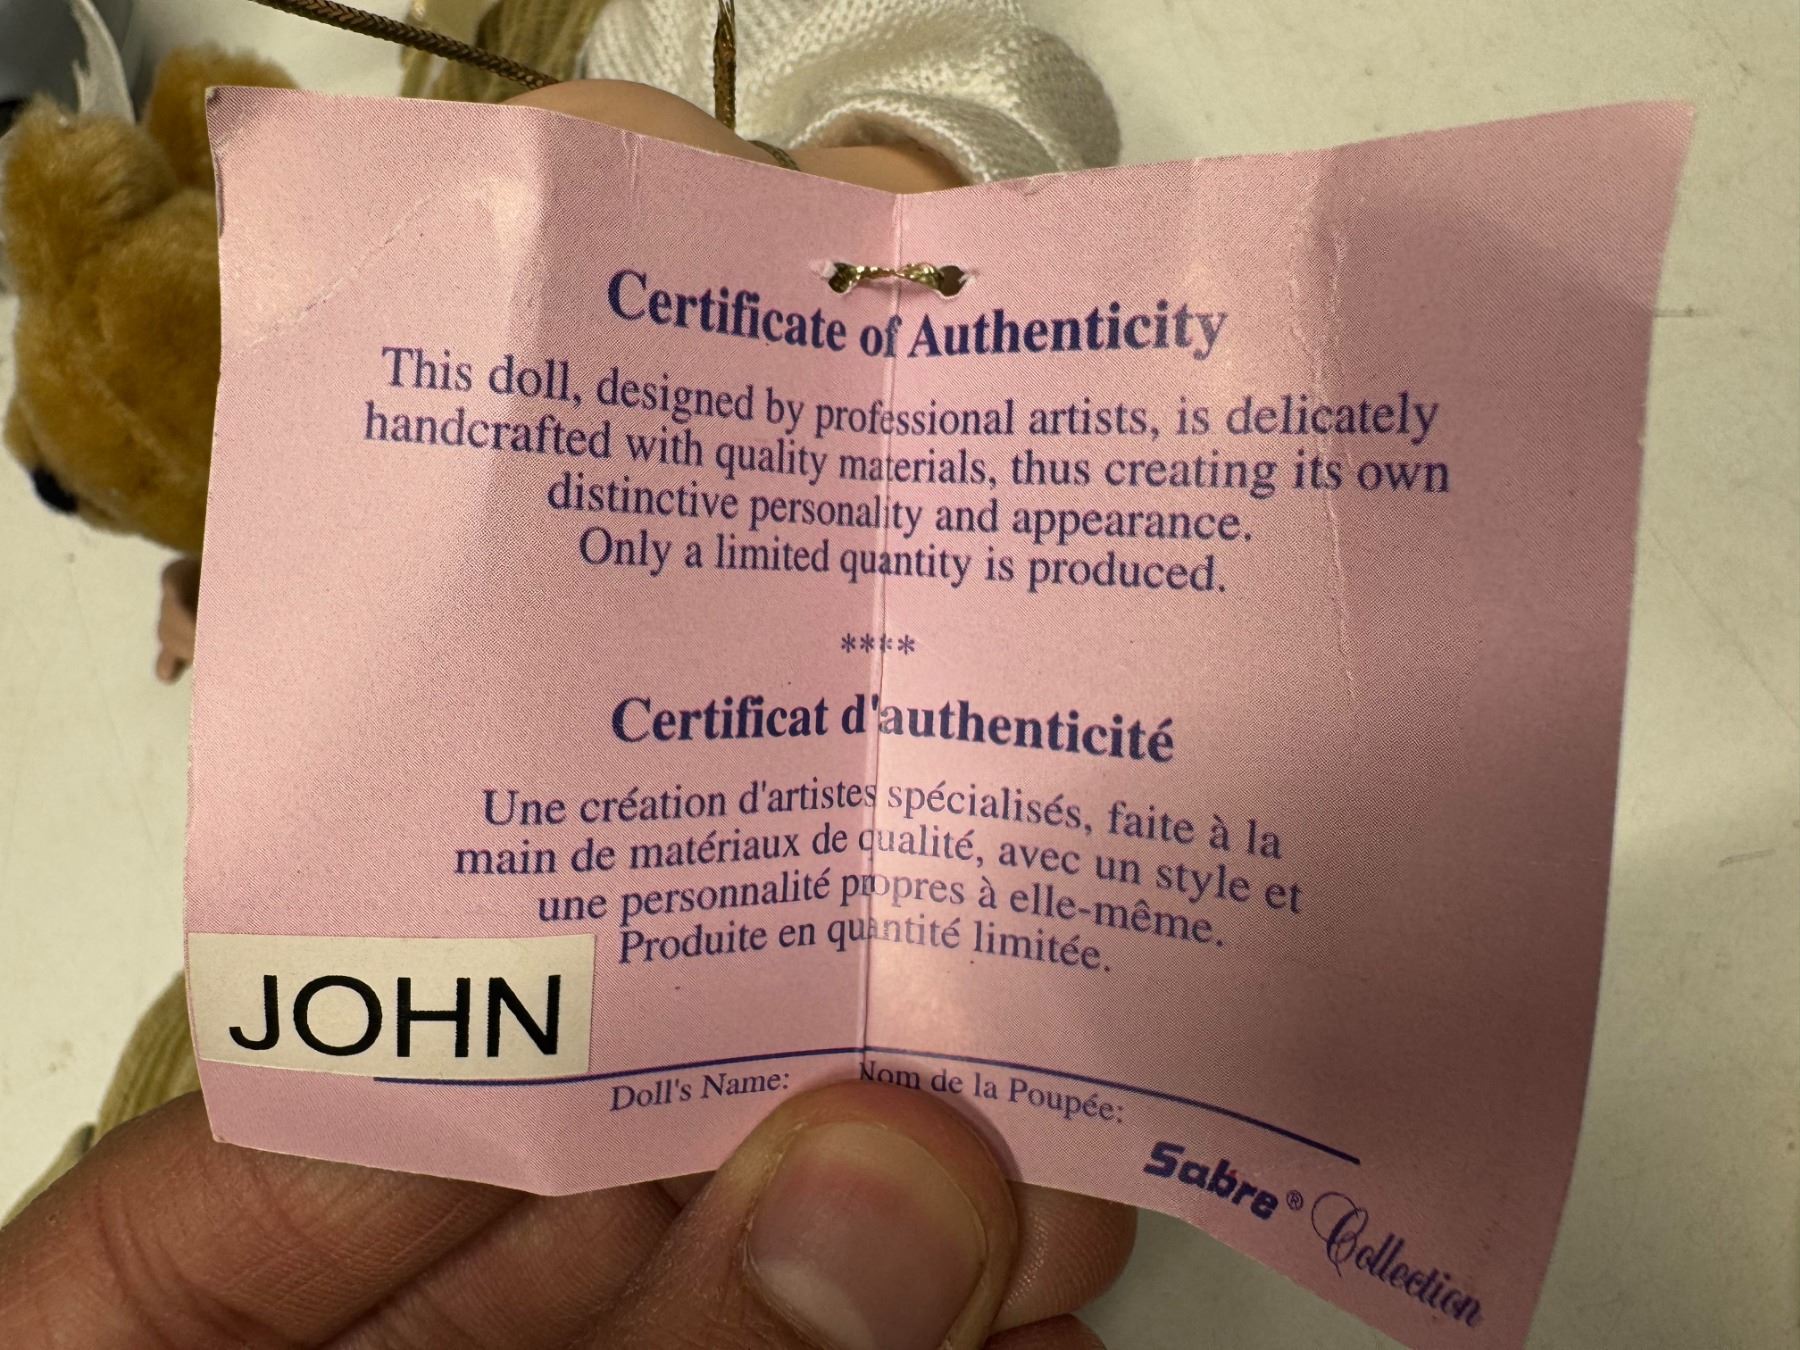 Certificate of Authenticity
This doll, designed by professional artists, is delicately
handcrafted with quality materials, thus creating its own
distinctive personality and appearance.
Only a limited quantity is produced.
****
Certificat d'authenticité
Une création d'artistes spécialisés, faite à la
main de matériaux de qualité, avec un style et
une personnalité propres à elle-même.
Produite en quantité limitée.
JOHN
Doll's Name: Nom de la Poupée:
Sabre® Collection